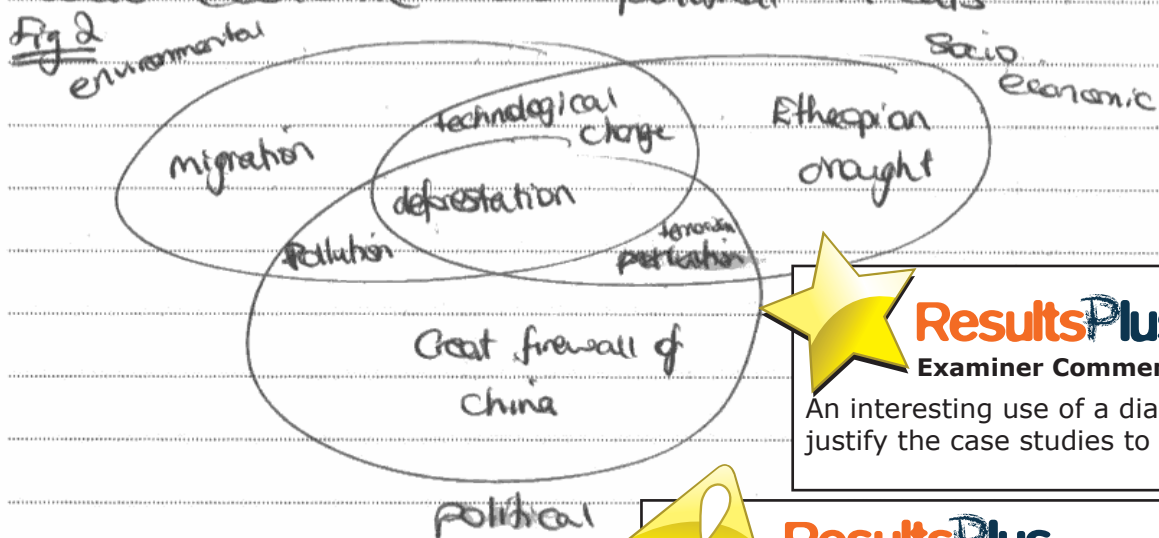 Fig 2
environmental
Socio
economic
technological
change
Etheopian
drought
migration
deforestation
Pollution
terrorism
Great firewall of
China
political
ResultsPlus
Examiner Commen
An interesting use of a dia
justify the case studies to
ResultsPlus